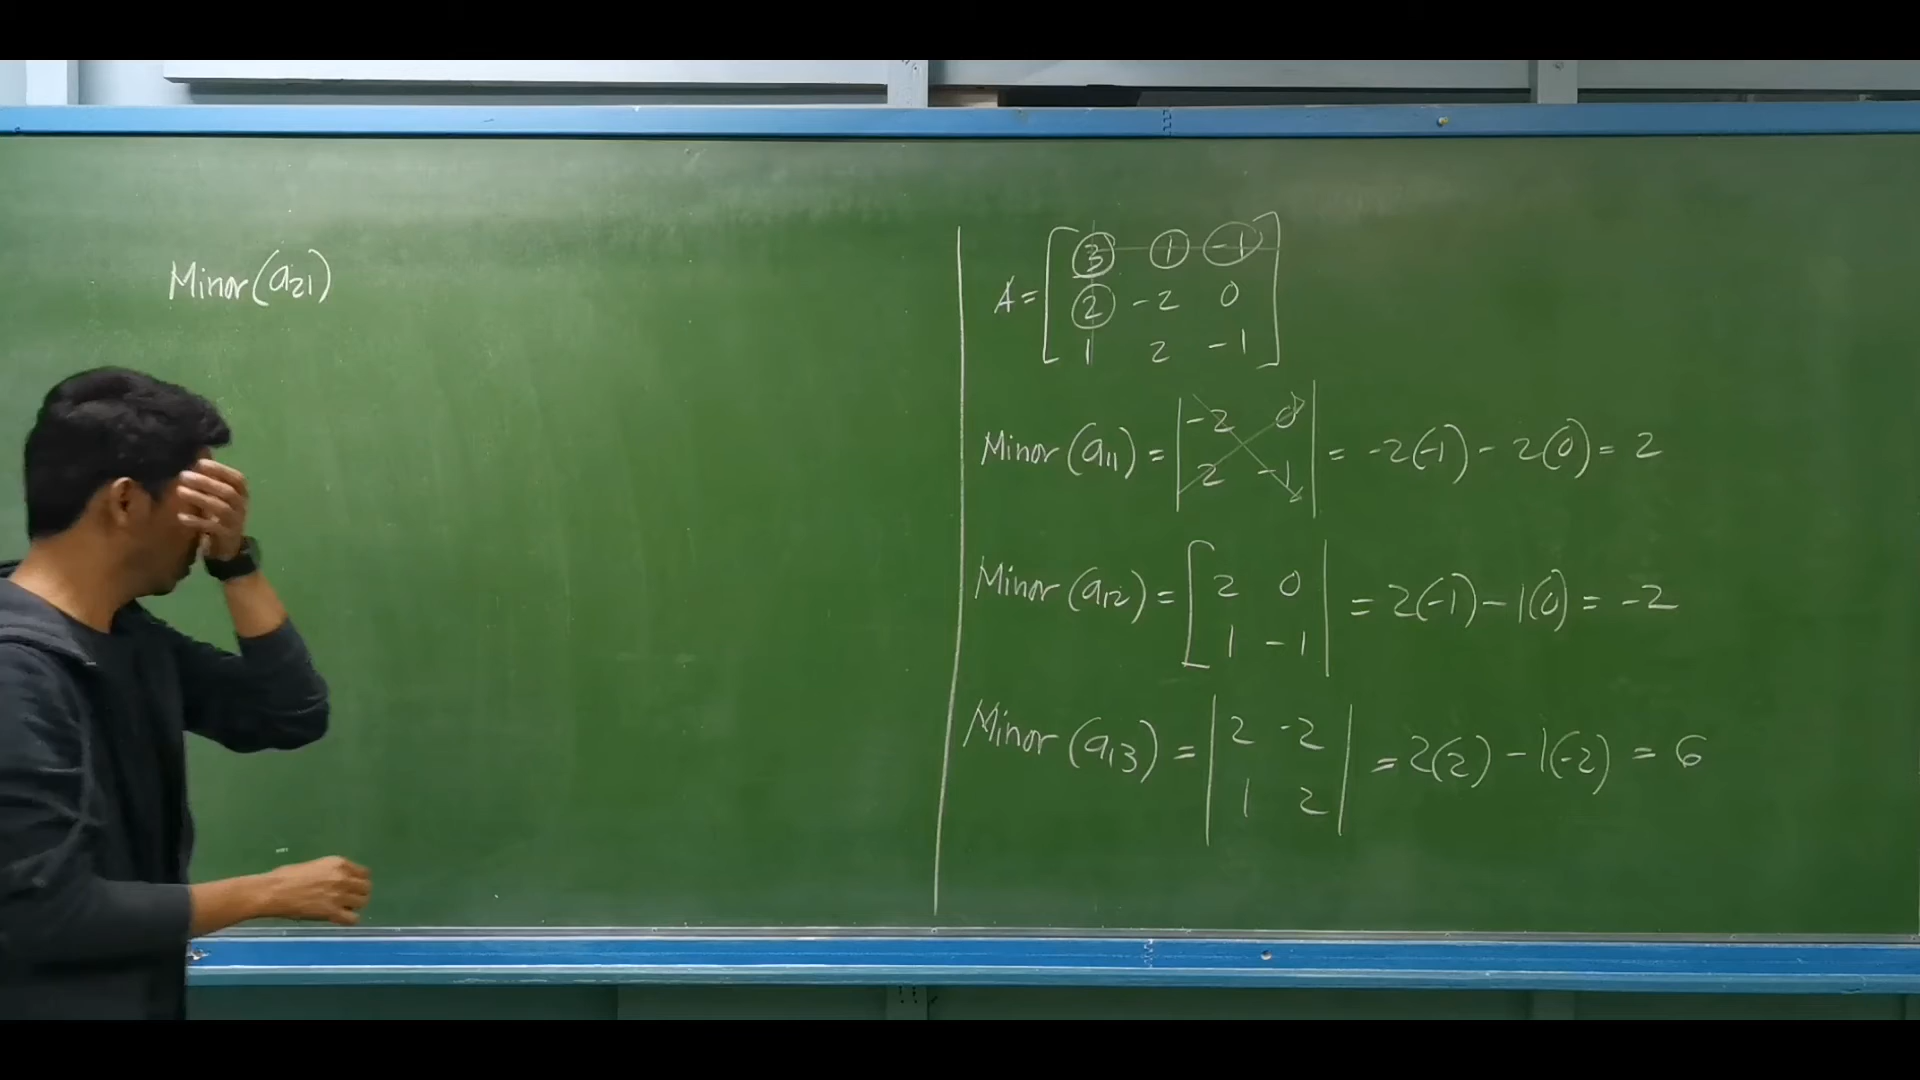 Minor(a21)
A = [3 1 -1
2 -2 0
1 2 -1]
Minor(a11) = |-2 0
2 -1| = -2(-1) - 2(0) = 2
Minor(a12) = [2 0
1 -1| = 2(-1) - 1(0) = -2
Minor(a13) = |2 -2
1 2| = 2(2) - 1(-2) = 6